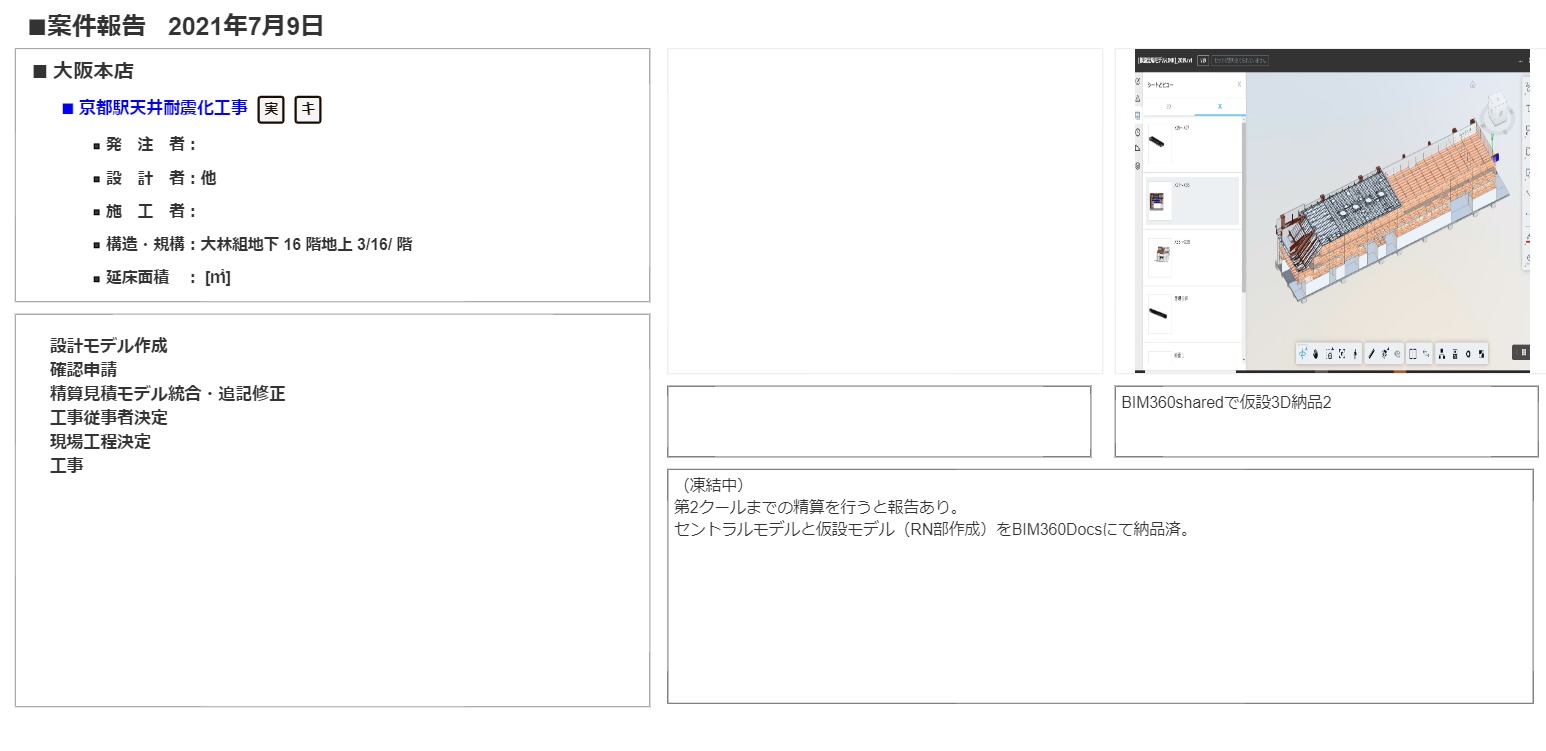 ■案件報告 2021年7月9日
■ 大阪本店
■ 京都駅天井耐震化工事 実 キ
■ 発 注 者：
■ 設 計 者：他
■ 施 工 者：
■ 構造・規構：大林組地下 16 階地上 3/16/ 階
■ 延床面積 ： [㎡]
設計モデル作成
確認申請
精算見積モデル統合・追記修正
工事従事者決定
現場工程決定
工事
シートとビュー
BIM360sharedで仮設3D納品2
（凍結中）
第2クールまでの精算を行うと報告あり。
セントラルモデルと仮設モデル（RN部作成）をBIM360Docsにて納品済。